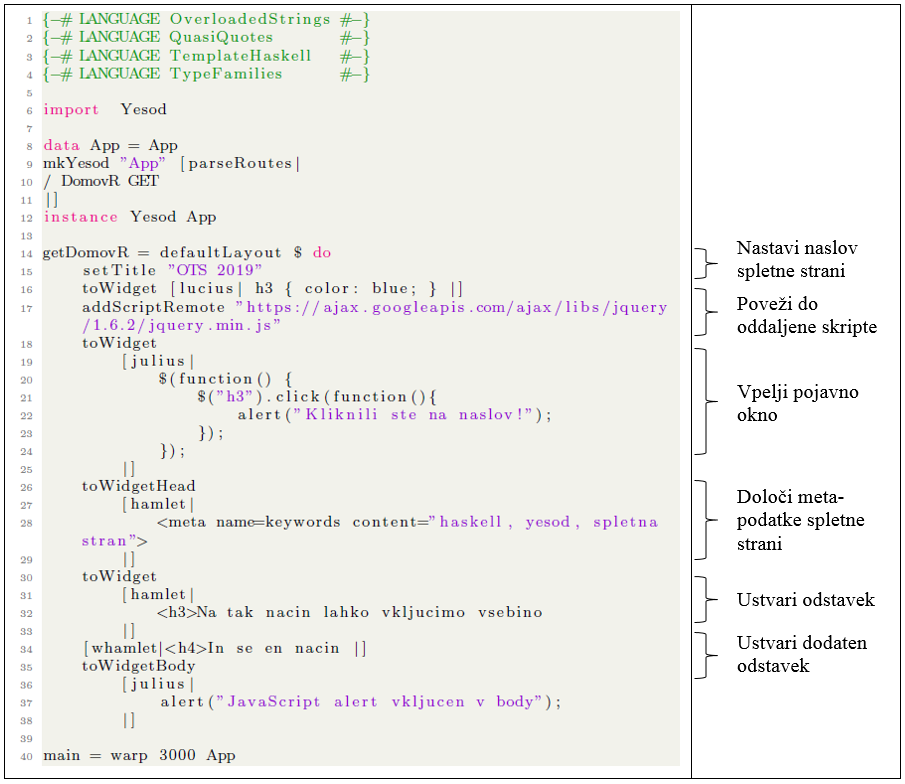 1 {-# LANGUAGE OverloadedStrings #-}
2 {-# LANGUAGE QuasiQuotes #-}
3 {-# LANGUAGE TemplateHaskell #-}
4 {-# LANGUAGE TypeFamilies #-}
5
6 import Yesod
7
8 data App = App
9 mkYesod "App" [parseRoutes|
10 / DomovR GET
11 |]
12 instance Yesod App
13
14 getDomovR = defaultLayout $ do
15 setTitle "OTS 2019"
16 toWidget [lucius| h3 { color: blue; } |]
17 addScriptRemote "https://ajax.googleapis.com/ajax/libs/jquery
/1.6.2/jquery.min.js"
18 toWidget
19 [julius|
20 $(function() {
21 $("h3").click(function(){
22 alert("Kliknili ste na naslov!");
23 });
24 });
25 |]
26 toWidgetHead
27 [hamlet|
28 <meta name=keywords content="haskell, yesod, spletna
stran">
29 |]
30 toWidget
31 [hamlet|
32 <h3>Na tak nacin lahko vkljucimo vsebino
33 |]
34 [whamlet|<h4>In se en nacin |]
35 toWidgetBody
36 [julius|
37 alert("JavaScript alert vkljucen v body");
38 |]
39
40 main = warp 3000 App
Nastavi naslov
spletne strani
Poveži do
oddaljene skripte
Vpelji pojavno
okno
Določi meta-
podatke spletne
strani
Ustvari odstavek
Ustvari dodaten
odstavek